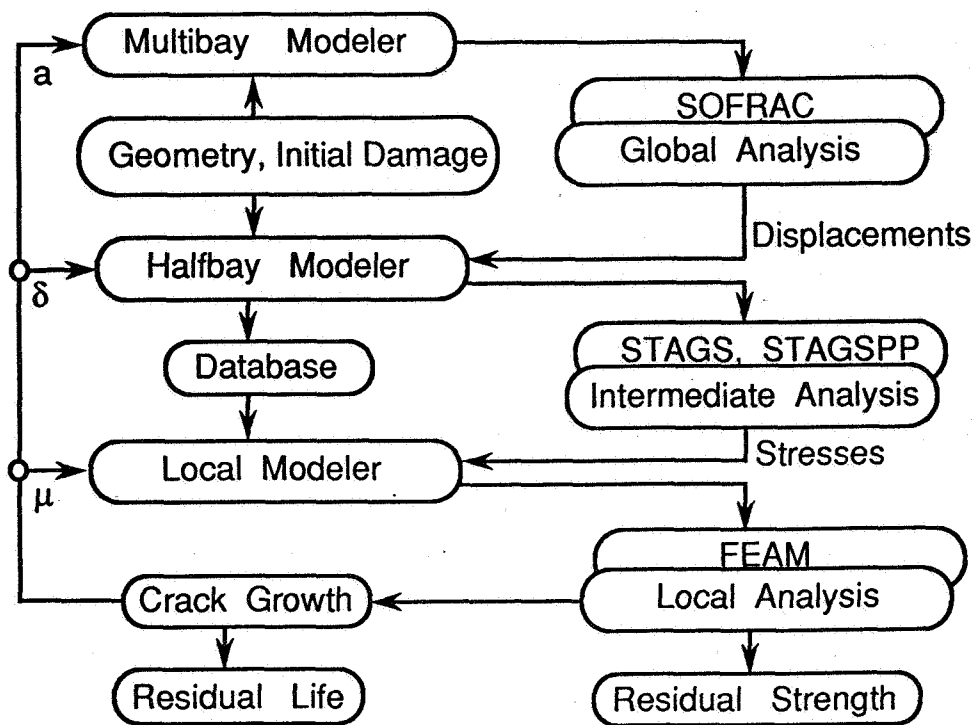 Multibay Modeler
a
SOFRAC
Global Analysis
Geometry, Initial Damage
Displacements
Halfbay Modeler
δ
STAGS, STAGSPP
Intermediate Analysis
Database
Stresses
Local Modeler
μ
FEAM
Local Analysis
Crack Growth
Residual Life
Residual Strength